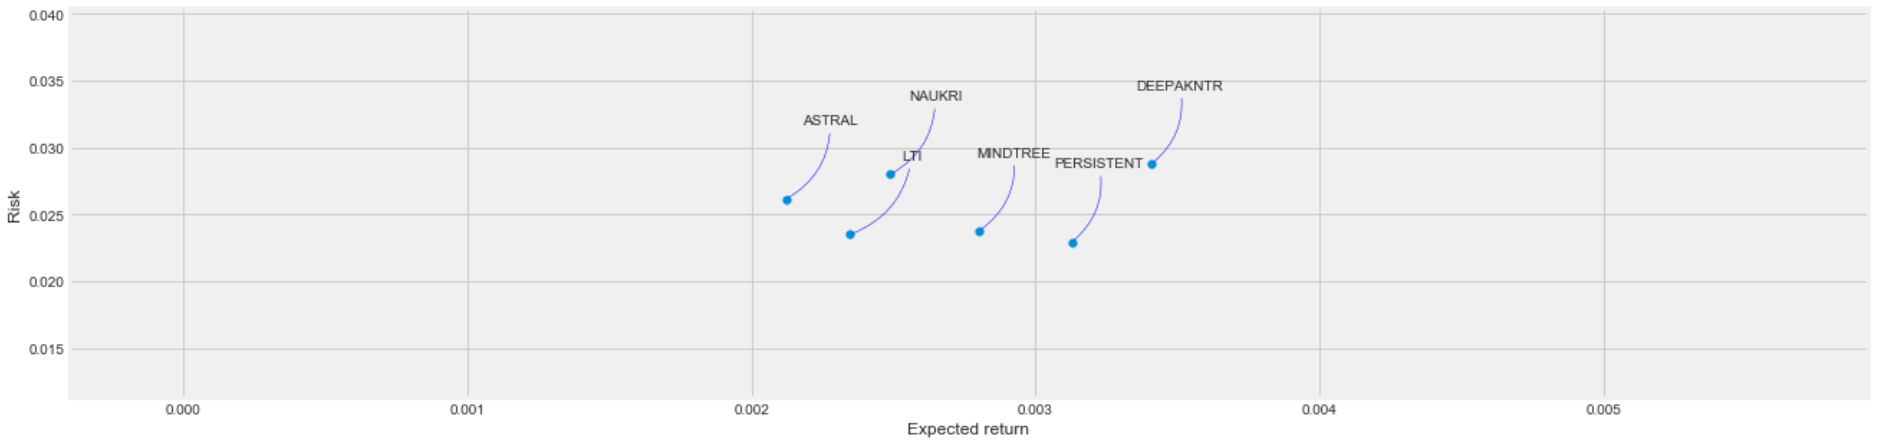 0.040
0.035
0.030
0.025
0.020
0.015
Risk
DEEPAKNTR
NAUKRI
ASTRAL
LTI
MINDTREE
PERSISTENT
0.000
0.001
0.002
0.003
0.004
0.005
Expected return